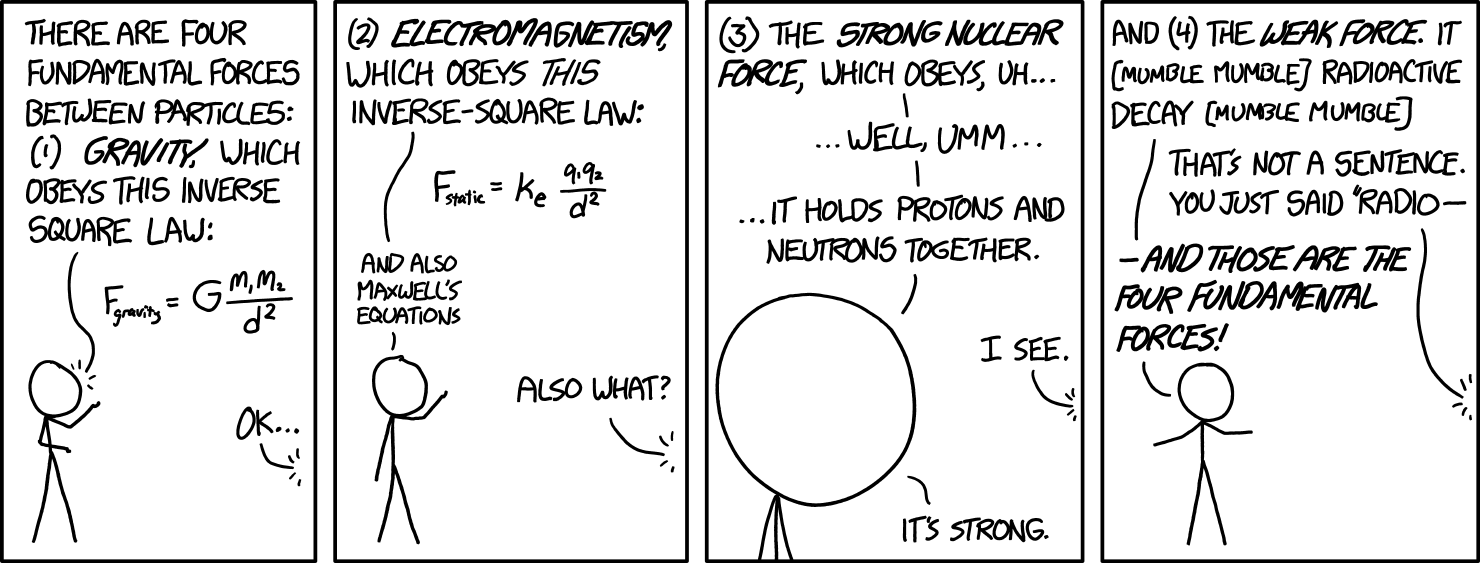 THERE ARE FOUR
FUNDAMENTAL FORCES
BETWEEN PARTICLES:
(1) GRAVITY, WHICH
OBEYS THIS INVERSE
SQUARE LAW:
F_gravity = G m₁m₂/d²
OK...
(2) ELECTROMAGNETISM,
WHICH OBEYS THIS
INVERSE-SQUARE LAW:
F_static = Kₑ q₁q₂/d²
AND ALSO
MAXWELL'S
EQUATIONS
ALSO WHAT?
(3) THE STRONG NUCLEAR
FORCE, WHICH OBEYS, UH...
...WELL, UMM...
...IT HOLDS PROTONS AND
NEUTRONS TOGETHER.
I SEE.
IT'S STRONG.
AND (4) THE WEAK FORCE. IT
[MUMBLE MUMBLE] RADIOACTIVE
DECAY [MUMBLE MUMBLE]
THAT'S NOT A SENTENCE.
YOU JUST SAID "RADIO—
—AND THOSE ARE THE
FOUR FUNDAMENTAL
FORCES!